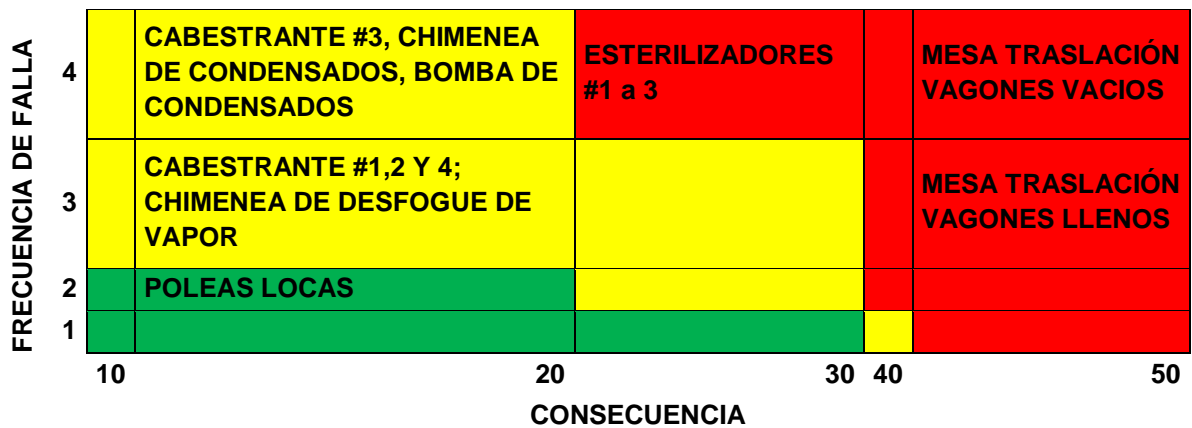 FRECUENCIA DE FALLA
4
CABESTRANTE #3, CHIMENEA
DE CONDENSADOS, BOMBA DE
CONDENSADOS
ESTERILIZADORES
#1 a 3
MESA TRASLACIÓN
VAGONES VACIOS
3
CABESTRANTE #1,2 Y 4;
CHIMENEA DE DESFOGUE DE
VAPOR
MESA TRASLACIÓN
VAGONES LLENOS
2
POLEAS LOCAS
1
10 20 30 40 50
CONSECUENCIA